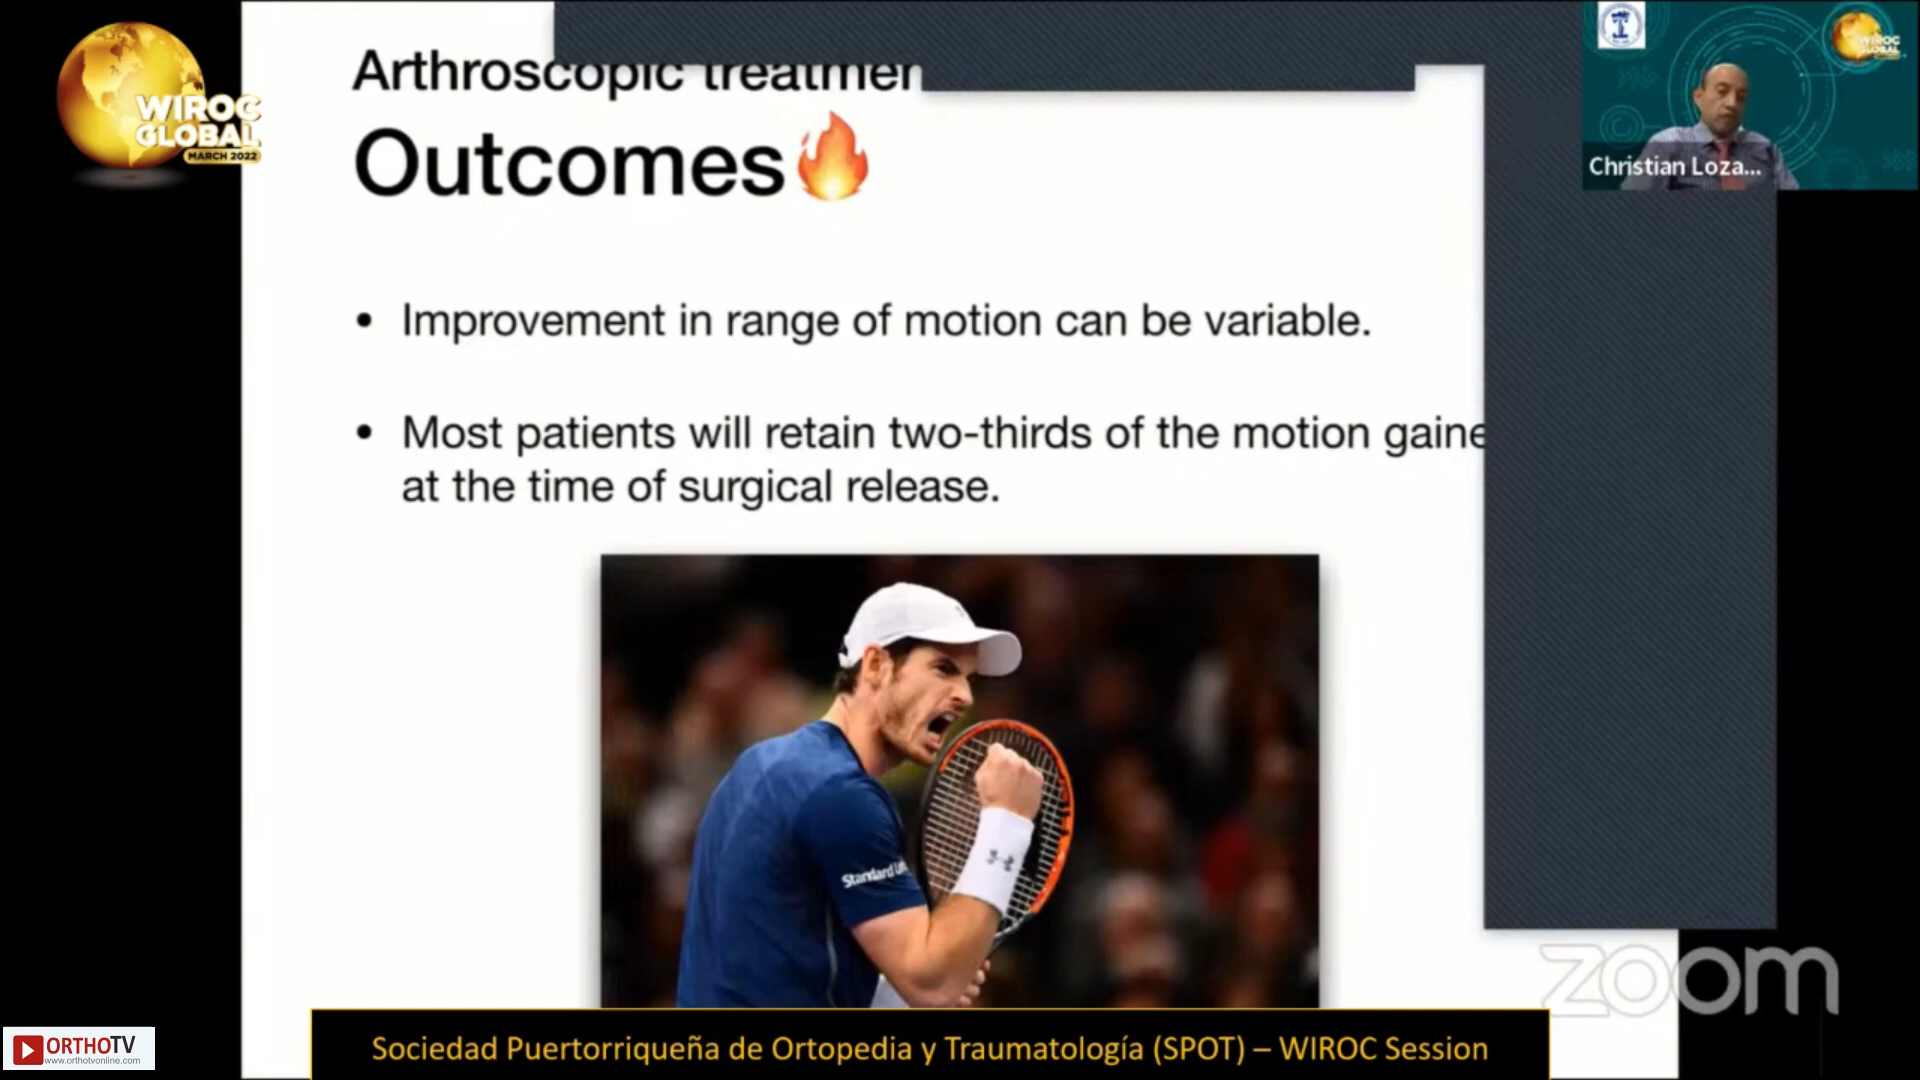 WIROC
GLOBAL
MARCH 2022
Arthroscopic
Outcomes
• Improvement in range of motion can be variable.
• Most patients will retain two-thirds of the motion gaine
at the time of surgical release.
Standard
WIROC
GLOBAL
Christian Loza...
zoom
ORTHOTV
www.orthotvonline.com
Sociedad Puertorriqueña de Ortopedia y Traumatología (SPOT) – WIROC Session